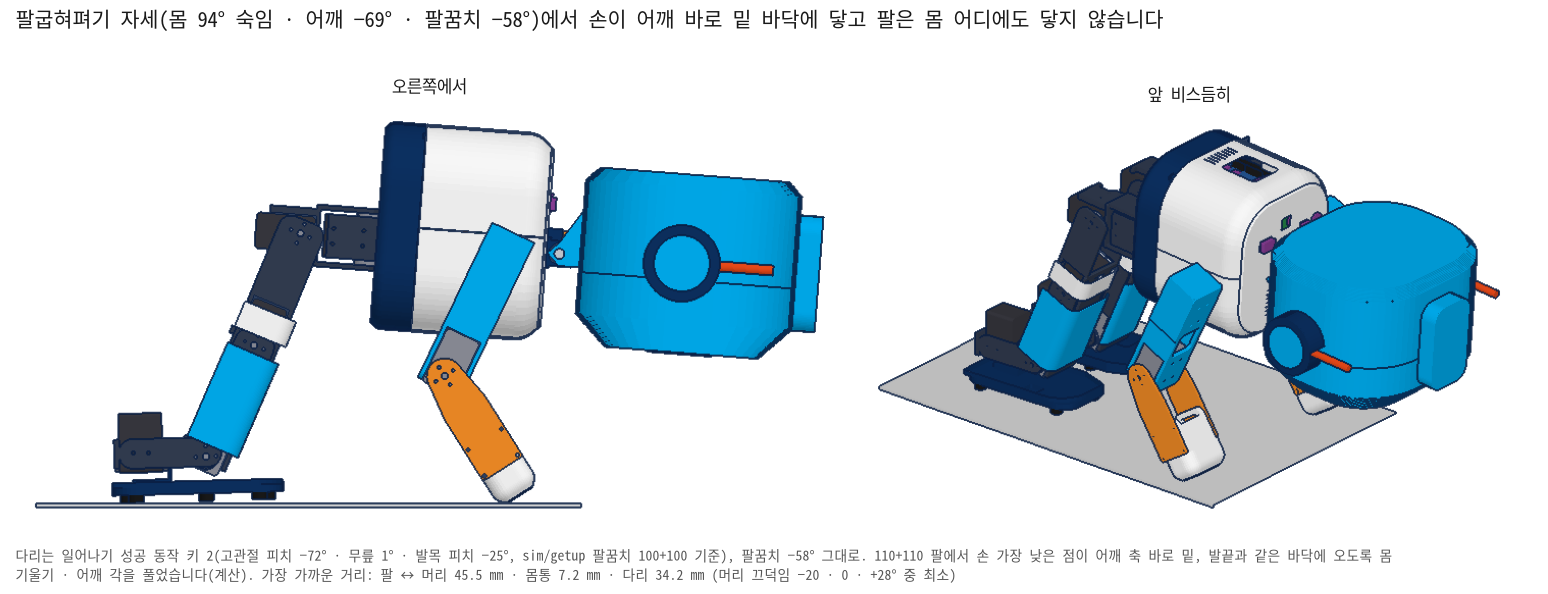 팔굽혀펴기 자세(몸 94° 숙임 · 어깨 −69° · 팔꿈치 −58°)에서 손이 어깨 바로 밑 바닥에 닿고 팔은 몸 어디에도 닿지 않습니다
오른쪽에서
앞 비스듬히
다리는 일어나기 성공 동작 키 2(고관절 피치 −72° · 무릎 1° · 발목 피치 −25°, sim/getup 팔꿈치 100+100 기준), 팔꿈치 −58° 그대로. 110+110 팔에서 손 가장 낮은 점이 어깨 축 바로 밑, 발끝과 같은 바닥에 오도록 몸
기울기 · 어깨 각을 풀었습니다(계산). 가장 가까운 거리: 팔 ↔ 머리 45.5 mm · 몸통 7.2 mm · 다리 34.2 mm (머리 끄덕임 −20 · 0 · +28° 중 최소)